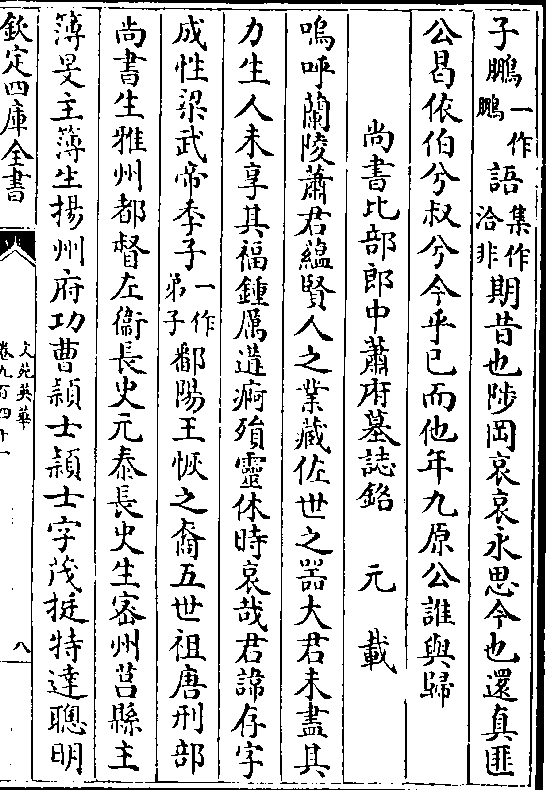 子鵬一作鵬語集作洽非期昔也陟岡哀哀永思今也還真匪
公曷依伯兮叔兮今乎已而他年九原公誰與歸
尚書比部郎中蕭府墓誌銘 元載
嗚呼蘭陵蕭君蘊賢人之業藏佐世之器大君未盡其
力生人未享其福鍾厲遘痾殞靈休時哀哉君諱存字
成性梁武帝季子一作弟子鄱陽王恢之裔五世祖唐刑部
尚書生雅州都督左衞長史元泰長史生密州莒縣主
簿旻主簿生揚州府功曹頴士頴士字茂挺特達聰明
欽定四庫全書
文苑英華
卷九百四十一
八